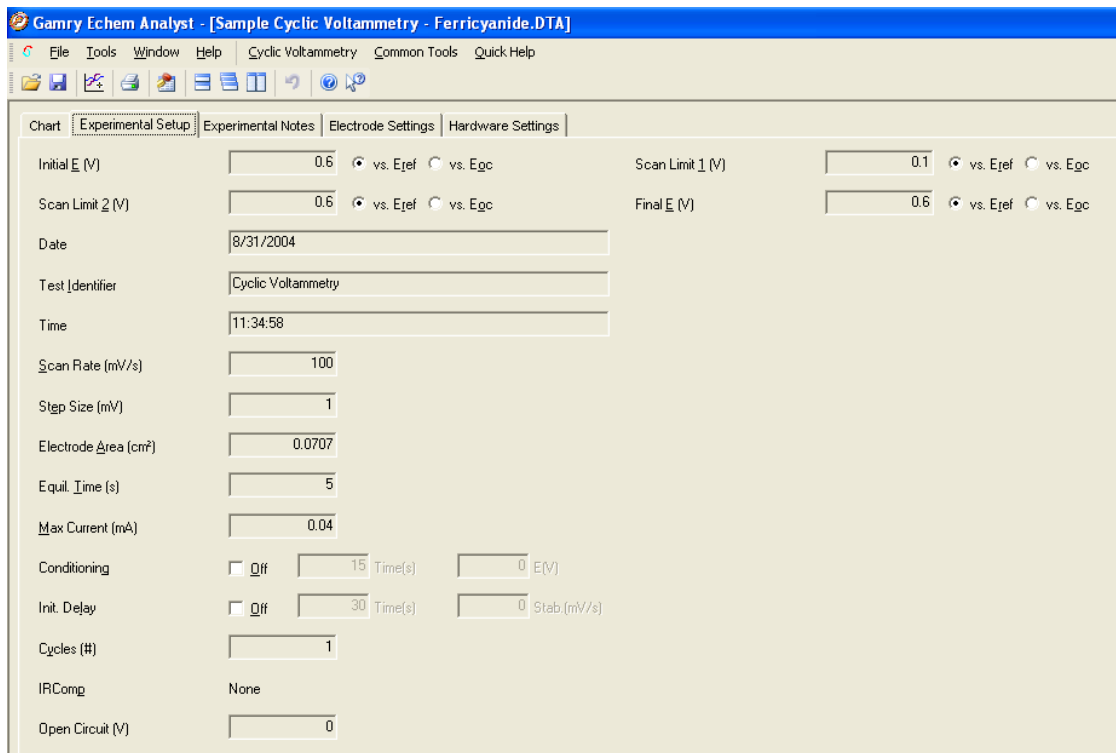 Gamry Echem Analyst - [Sample Cyclic Voltammetry - Ferricyanide.DTA]
File Tools Window Help Cyclic Voltammetry Common Tools Quick Help
Chart Experimental Setup Experimental Notes Electrode Settings Hardware Settings
Initial E (V) 0.6 vs. Eref vs. Eoc Scan Limit 1 (V) 0.1 vs. Eref vs. Eoc
Scan Limit 2 (V) 0.6 vs. Eref vs. Eoc Final E (V) 0.6 vs. Eref vs. Eoc
Date 8/31/2004
Test Identifier Cyclic Voltammetry
Time 11:34:58
Scan Rate (mV/s) 100
Step Size (mV) 1
Electrode Area (cm²) 0.0707
Equil. Time (s) 5
Max Current (mA) 0.04
Conditioning Off 15 Time(s) 0 E(V)
Init. Delay Off 30 Time(s) 0 Stab.(mV/s)
Cycles (#) 1
IRComp None
Open Circuit (V) 0